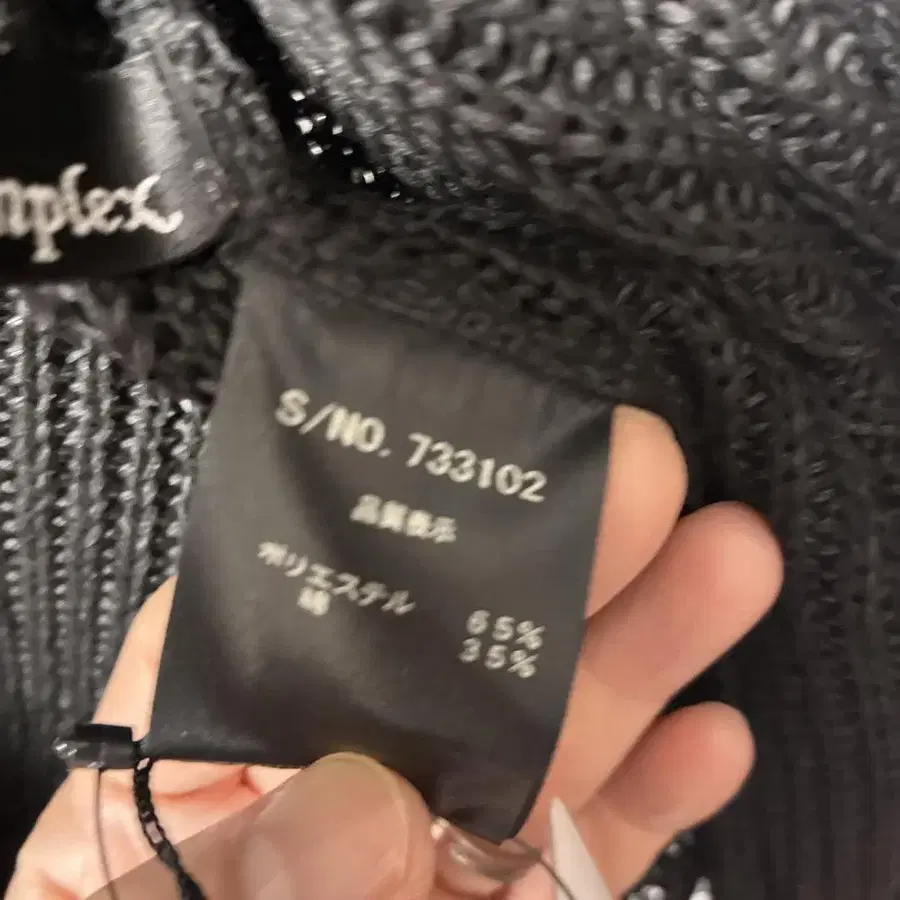 mplex
S/NO. 733102
品質表示
ポリエステル 65%
綿 35%